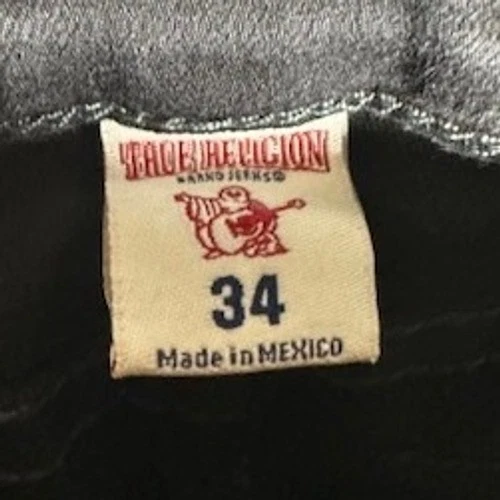 TRUE RELIGION
BRAND JEANS®
34
Made in MEXICO